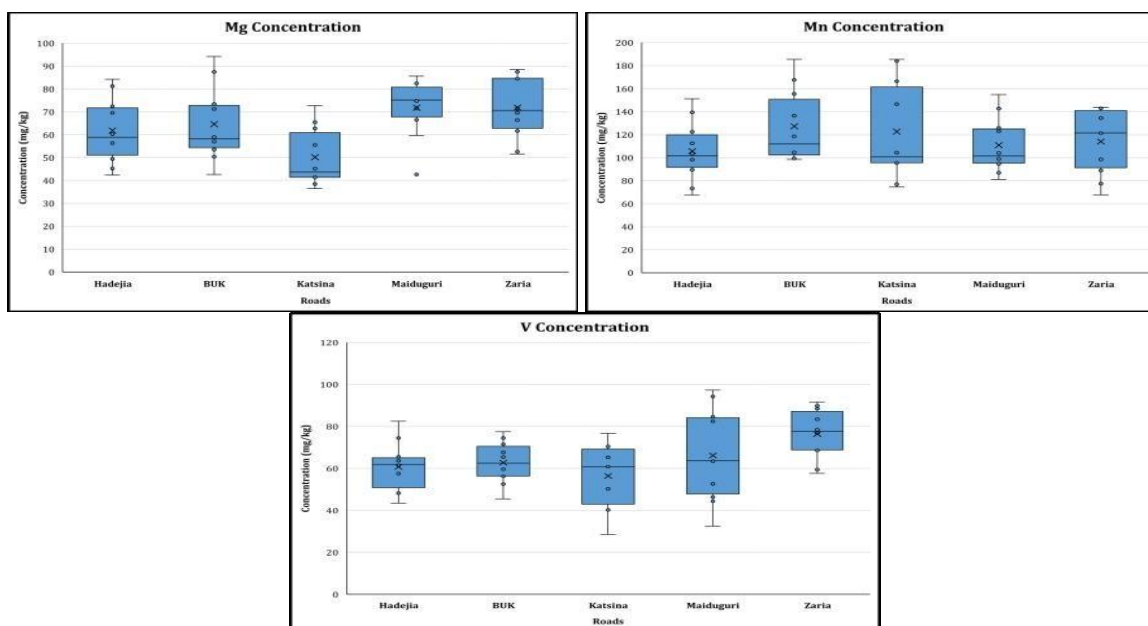 Mg Concentration
Concentration (mg/kg)
100
90
80
70
60
50
40
30
20
10
0
Hadejia BUK Katsina Maiduguri Zaria
Roads
Mn Concentration
Concentration (mg/kg)
200
180
160
140
120
100
80
60
40
20
0
Hadejia BUK Katsina Maiduguri Zaria
Roads
V Concentration
Concentration (mg/kg)
120
100
80
60
40
20
0
Hadejia BUK Katsina Maiduguri Zaria
Roads